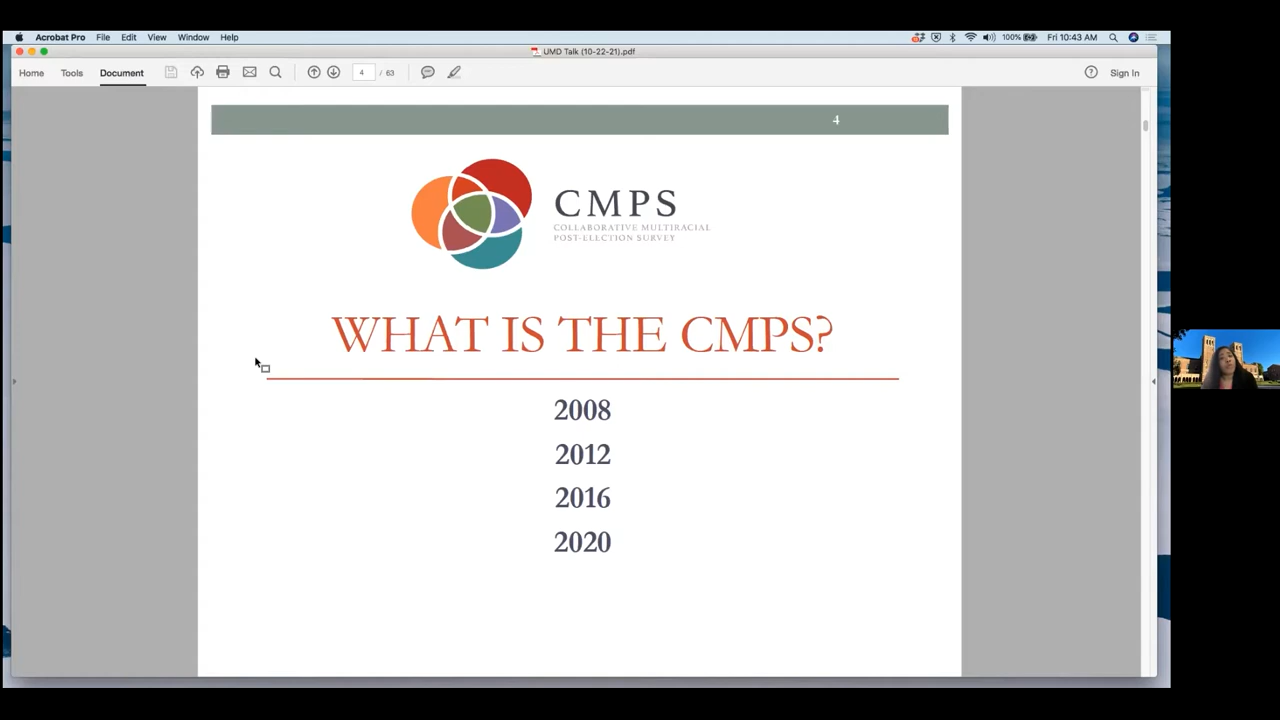 Acrobat Pro File Edit View Window Help 100% Fri 10:43 AM
UMD Talk (10-22-21).pdf
Home Tools Document 4 / 63 Sign In
4
CMPS
COLLABORATIVE MULTIRACIAL
POST-ELECTION SURVEY
WHAT IS THE CMPS?
2008
2012
2016
2020